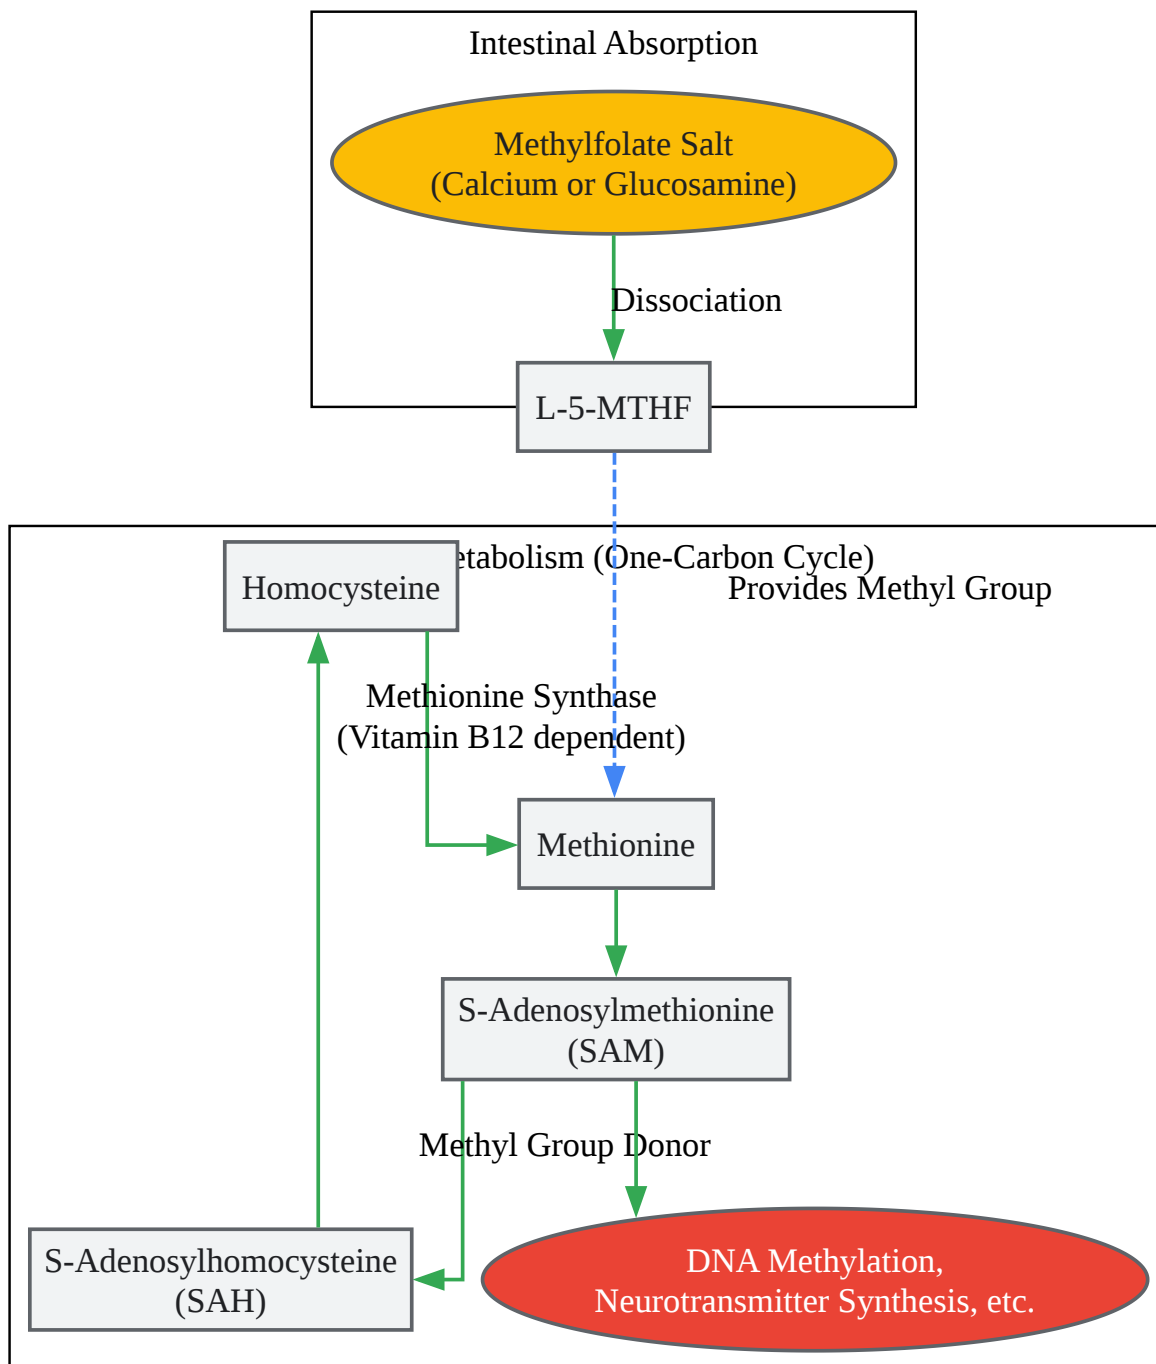 Intestinal Absorption
Methylfolate Salt
(Calcium or Glucosamine)
Dissociation
L-5-MTHF
(One-Carbon Cycle)
Homocysteine
Provides Methyl Group
Methionine Synthase
(Vitamin B12 dependent)
Methionine
S-Adenosylmethionine
(SAM)
Methyl Group Donor
S-Adenosylhomocysteine
(SAH)
DNA Methylation,
Neurotransmitter Synthesis, etc.